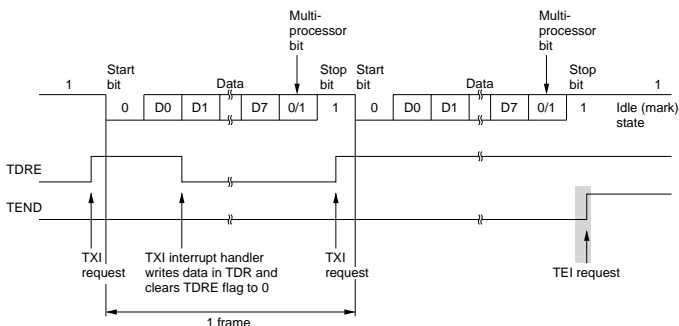 Multi-
processor
bit
Multi-
processor
bit
1
Start
bit
Data
Stop
bit
Start
bit
Data
Stop
bit
1
0 D0 D1 D7 0/1 1 0 D0 D1 D7 0/1 1 Idle (mark)
state
TDRE
TEND
TXI
request
TXI interrupt handler
writes data in TDR and
clears TDRE flag to 0
TXI
request
TEI request
1 frame